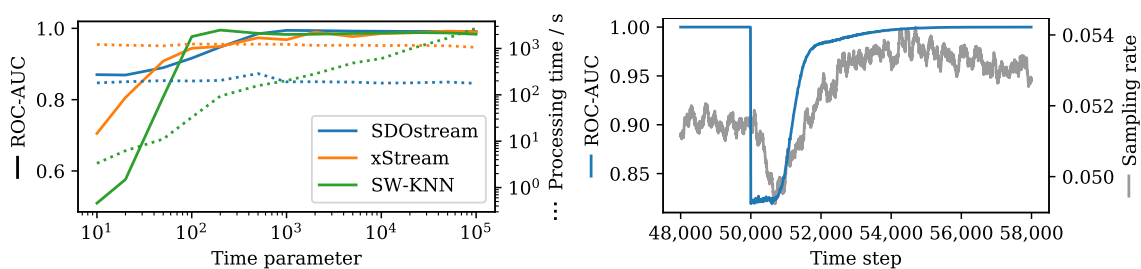 1.0
0.8
0.6
ROC-AUC
10^1
10^2
10^3
10^4
10^5
Time parameter
10^3
10^2
10^1
10^0
Processing time / s
SDOstream
xStream
SW-KNN
1.00
0.95
0.90
0.85
ROC-AUC
48,000
50,000
52,000
54,000
56,000
58,000
Time step
0.054
0.052
0.050
Sampling rate